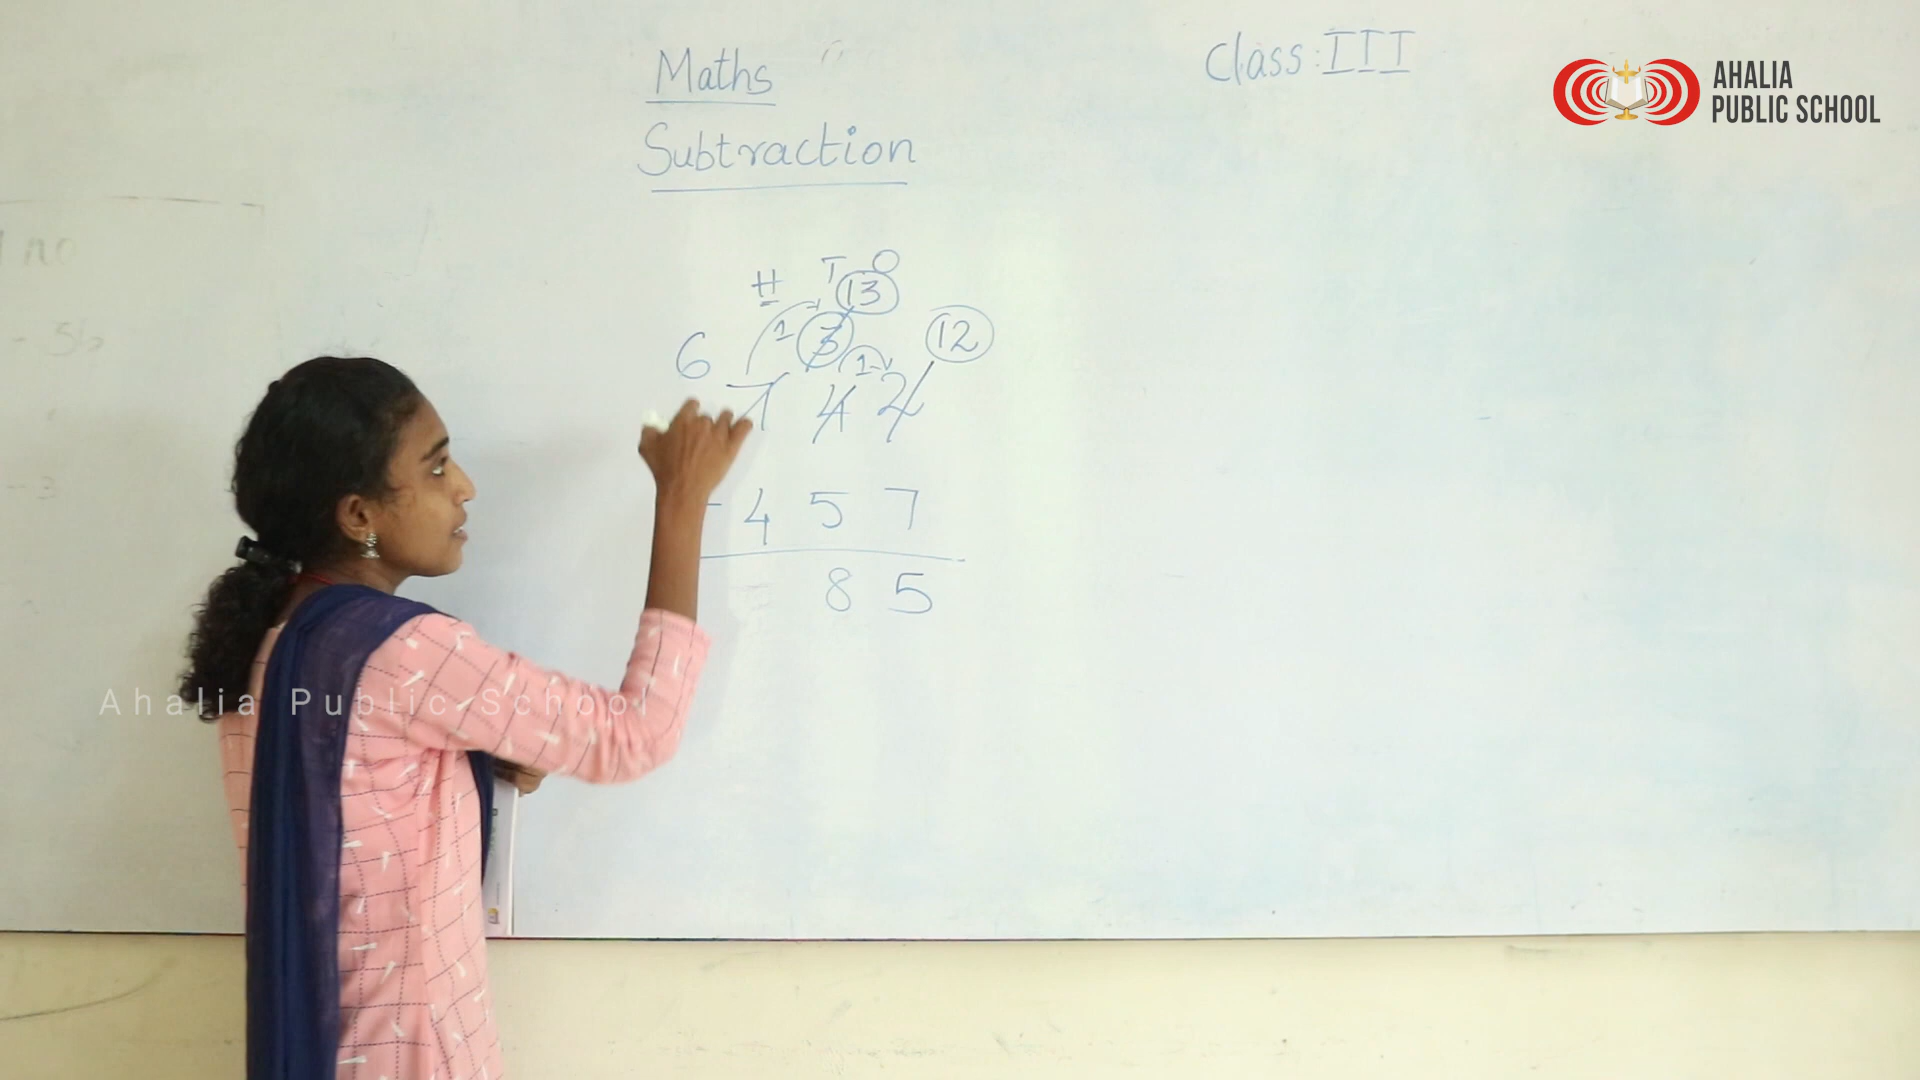 Maths
Class: III
AHALIA
PUBLIC SCHOOL
Subtraction
H T O
13
1 3 12
6 1
7 4 2
- 4 5 7
8 5
Ahalia Public School